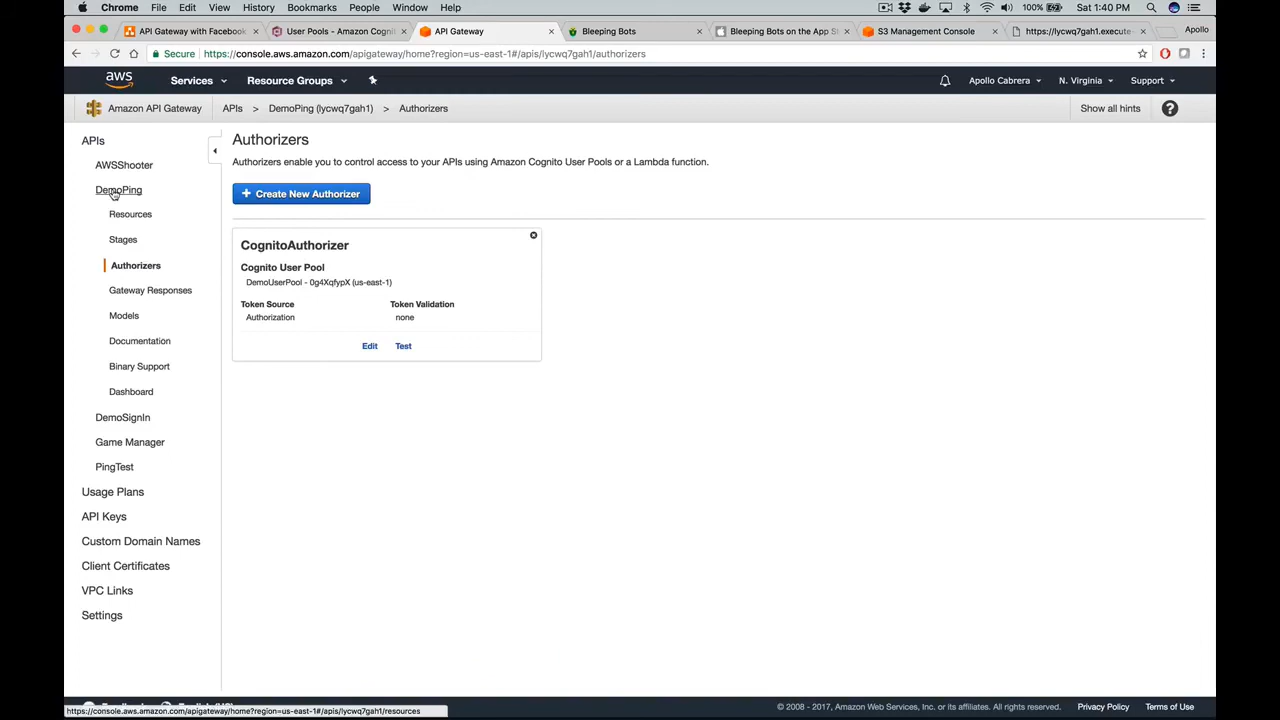 Chrome File Edit View History Bookmarks People Window Help 100% Sat 1:40 PM
API Gateway with Facebook User Pools - Amazon Cogni API Gateway Bleeping Bots Bleeping Bots on the App S S3 Management Console https://lycwq7gah1.execute- Apollo
Secure https://console.aws.amazon.com/apigateway/home?region=us-east-1#/apis/lycwq7gah1/authorizers
aws Services Resource Groups Apollo Cabrera N. Virginia Support
Amazon API Gateway APIs > DemoPing (lycwq7gah1) > Authorizers Show all hints ?
APIs
AWSShooter
DemoPing
Resources
Stages
Authorizers
Gateway Responses
Models
Documentation
Binary Support
Dashboard
DemoSignIn
Game Manager
PingTest
Usage Plans
API Keys
Custom Domain Names
Client Certificates
VPC Links
Settings
Authorizers
Authorizers enable you to control access to your APIs using Amazon Cognito User Pools or a Lambda function.
+ Create New Authorizer
CognitoAuthorizer
Cognito User Pool
DemoUserPool - 0g4XqfypX (us-east-1)
Token Source Token Validation
Authorization none
Edit Test
https://console.aws.amazon.com/apigateway/home?region=us-east-1#/apis/lycwq7gah1/resources
© 2008 - 2017, Amazon Web Services, Inc. or its affiliates. All rights reserved. Privacy Policy Terms of Use